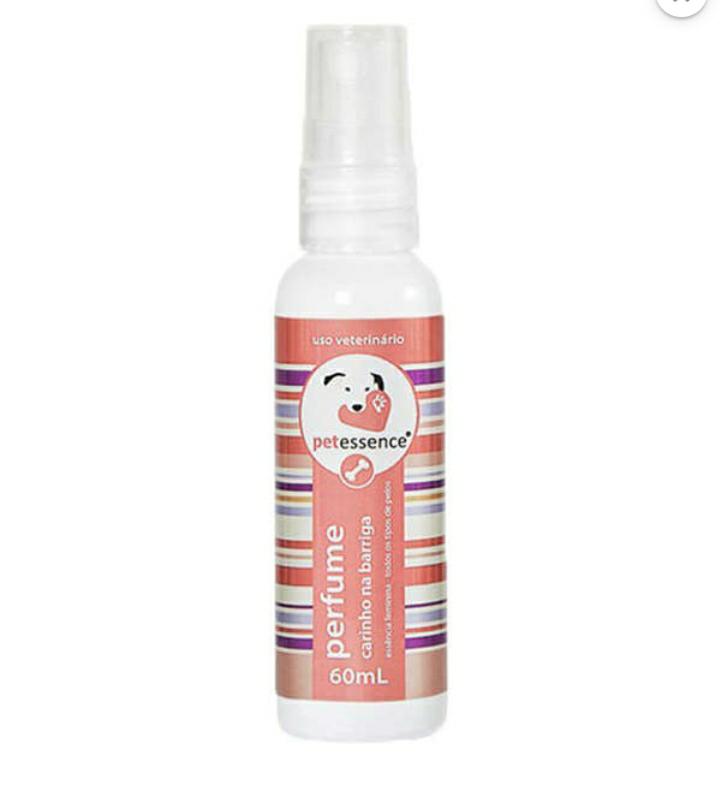 uso veterinário
petessence
perfume
carinho na barriga
essência feminina - todos os tipos de pelos
60mL